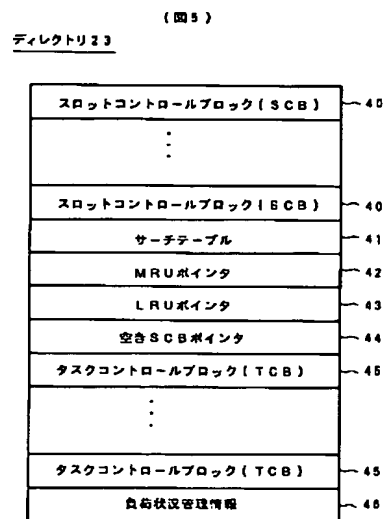 (図5)
ディレクトリ23
スロットコントロールブロック(SCB) 40
スロットコントロールブロック(SCB) 40
サーチテーブル 41
MRUポインタ 42
LRUポインタ 43
空きSCBポインタ 44
タスクコントロールブロック(TCB) 45
タスクコントロールブロック(TCB) 45
負荷状況管理情報 46